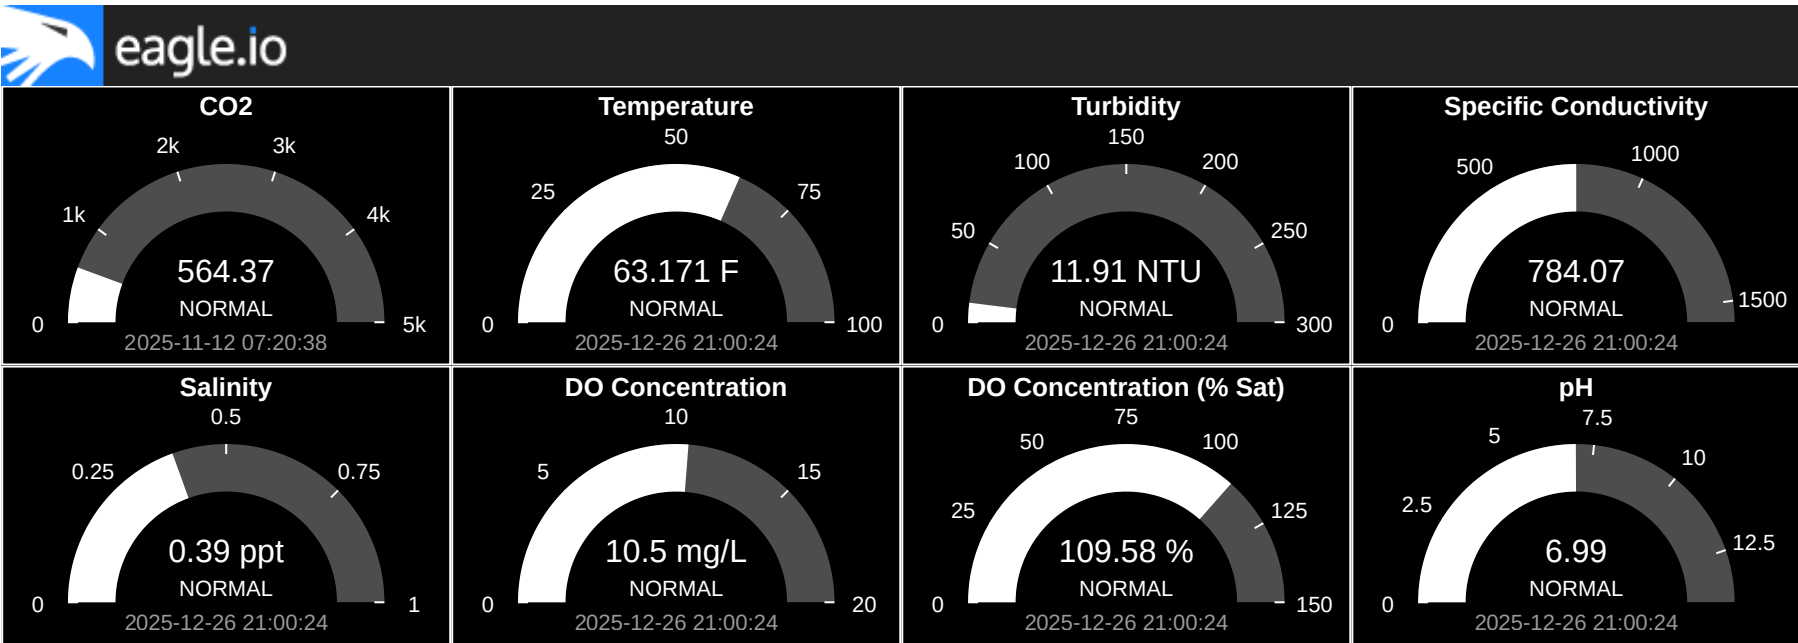 eagle.io
CO2
2k
3k
1k
4k
564.37
NORMAL
0
5k
2025-11-12 07:20:38
Temperature
50
25
75
63.171 F
NORMAL
0
100
2025-12-26 21:00:24
Turbidity
150
100
200
50
250
11.91 NTU
NORMAL
0
300
2025-12-26 21:00:24
Specific Conductivity
500
1000
784.07
1500
NORMAL
0
2025-12-26 21:00:24
Salinity
0.5
0.25
0.75
0.39 ppt
NORMAL
0
1
2025-12-26 21:00:24
DO Concentration
10
5
15
10.5 mg/L
NORMAL
0
20
2025-12-26 21:00:24
DO Concentration (% Sat)
75
50
100
25
125
109.58 %
NORMAL
0
150
2025-12-26 21:00:24
pH
7.5
5
10
2.5
12.5
6.99
NORMAL
0
2025-12-26 21:00:24